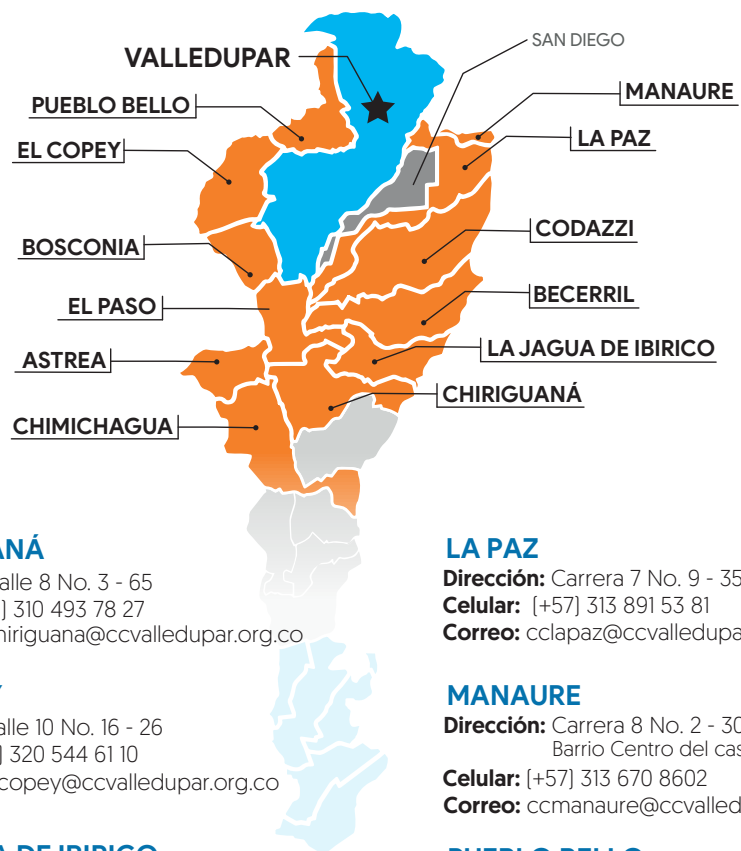 SAN DIEGO
VALLEDUPAR
MANAURE
PUEBLO BELLO
LA PAZ
EL COPEY
CODAZZI
BOSCONIA
BECERRIL
EL PASO
LA JAGUA DE IBIRICO
ASTREA
CHIRIGUANÁ
CHIMICHAGUA
ANÁ
alle 8 No. 3 - 65
) 310 493 78 27
hiriguana@ccvalledupar.org.co
Y
alle 10 No. 16 - 26
) 320 544 61 10
copey@ccvalledupar.org.co
A DE IBIRICO
LA PAZ
Dirección: Carrera 7 No. 9 - 35
Celular: (+57) 313 891 53 81
Correo: cclapaz@ccvalledupa
MANAURE
Dirección: Carrera 8 No. 2 - 30
Barrio Centro del cas
Celular: (+57) 313 670 8602
Correo: ccmanaure@ccvalled
PUEBLO BELLO